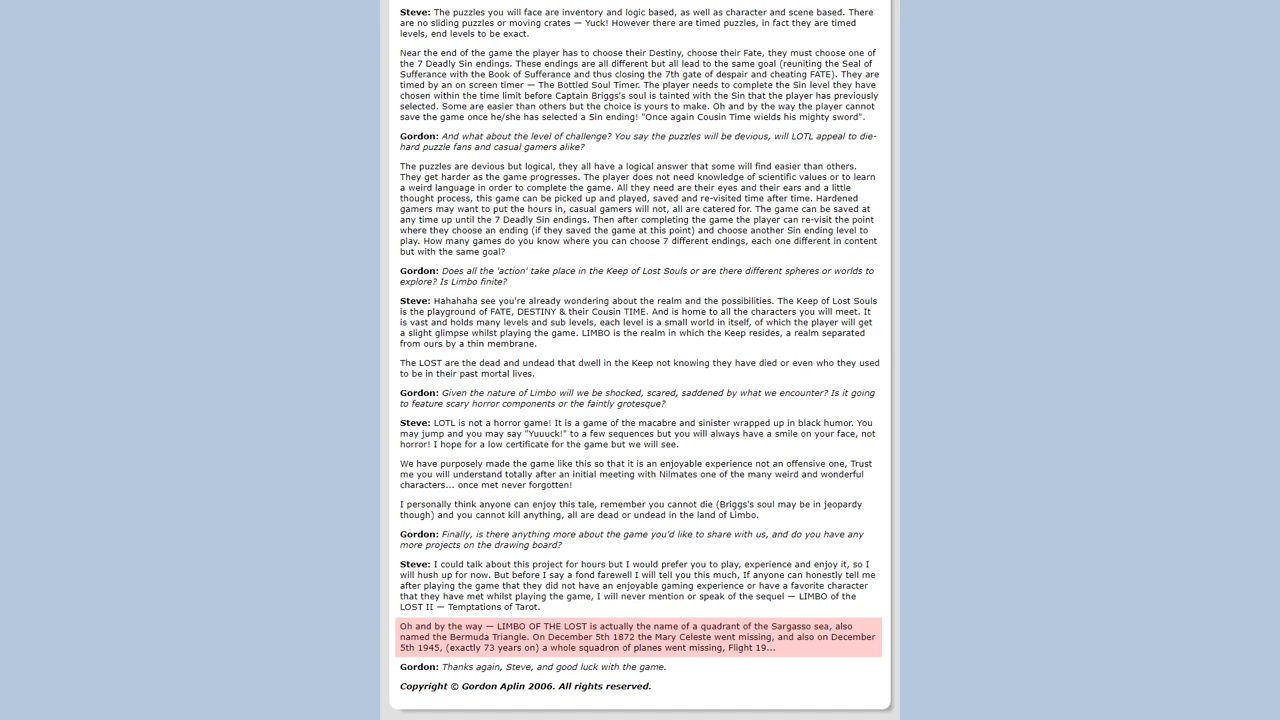 Steve: The puzzles you will face are inventory and logic based, as well as character and scene based. There
are no sliding puzzles or moving crates — Yuck! However there are timed puzzles, in fact they are timed
levels, end levels to be exact.
Near the end of the game the player has to choose their Destiny, choose their Fate, they must choose one of
the 7 Deadly Sin endings. These endings are all different but all lead to the same goal (reuniting the Seal of
Sufferance with the Book of Sufferance and thus closing the 7th gate of despair and cheating FATE). They are
timed by an on screen timer — The Bottled Soul Timer. The player needs to complete the Sin level they have
chosen within the time limit before Captain Briggs's soul is tainted with the Sin that the player has previously
selected. Some are easier than others but the choice is yours to make. Oh and by the way the player cannot
save the game once he/she has selected a Sin ending! "Once again Cousin Time wields his mighty sword".
Gordon: And what about the level of challenge? You say the puzzles will be devious, will LOTL appeal to die-
hard puzzle fans and casual gamers alike?
The puzzles are devious but logical, they all have a logical answer that some will find easier than others.
They get harder as the game progresses. The player does not need knowledge of scientific values or to learn
a weird language in order to complete the game. All they need are their eyes and their ears and a little
thought process, this game can be picked up and played, saved and re-visited time after time. Hardened
gamers may want to put the hours in, casual gamers will not, all are catered for. The game can be saved at
any time up until the 7 Deadly Sin endings. Then after completing the game the player can re-visit the point
where they choose an ending (if they saved the game at this point) and choose another Sin ending level to
play. How many games do you know where you can choose 7 different endings, each one different in content
but with the same goal?
Gordon: Does all the 'action' take place in the Keep of Lost Souls or are there different spheres or worlds to
explore? Is Limbo finite?
Steve: Hahahaha see you're already wondering about the realm and the possibilities. The Keep of Lost Souls
is the playground of FATE, DESTINY & their Cousin TIME. And is home to all the characters you will meet. It
is vast and holds many levels and sub levels, each level is a small world in itself, of which the player will get
a slight glimpse whilst playing the game. LIMBO is the realm in which the Keep resides, a realm separated
from ours by a thin membrane.
The LOST are the dead and undead that dwell in the Keep not knowing they have died or even who they used
to be in their past mortal lives.
Gordon: Given the nature of Limbo will we be shocked, scared, saddened by what we encounter? Is it going
to feature scary horror components or the faintly grotesque?
Steve: LOTL is not a horror game! It is a game of the macabre and sinister wrapped up in black humor. You
may jump and you may say "Yuuuck!" to a few sequences but you will always have a smile on your face, not
horror! I hope for a low certificate for the game but we will see.
We have purposely made the game like this so that it is an enjoyable experience not an offensive one, Trust
me you will understand totally after an initial meeting with Nilmates one of the many weird and wonderful
characters... once met never forgotten!
I personally think anyone can enjoy this tale, remember you cannot die (Briggs's soul may be in jeopardy
though) and you cannot kill anything, all are dead or undead in the land of Limbo.
Gordon: Finally, is there anything more about the game you'd like to share with us, and do you have any
more projects on the drawing board?
Steve: I could talk about this project for hours but I would prefer you to play, experience and enjoy it, so I
will hush up for now. But before I say a fond farewell I will tell you this much, If anyone can honestly tell me
after playing the game that they did not have an enjoyable gaming experience or have a favorite character
that they have met whilst playing the game, I will never mention or speak of the sequel — LIMBO of the
LOST II — Temptations of Tarot.
Oh and by the way — LIMBO OF THE LOST is actually the name of a quadrant of the Sargasso sea, also
named the Bermuda Triangle. On December 5th 1872 the Mary Celeste went missing, and also on December
5th 1945, (exactly 73 years on) a whole squadron of planes went missing, Flight 19...
Gordon: Thanks again, Steve, and good luck with the game.
Copyright © Gordon Aplin 2006. All rights reserved.